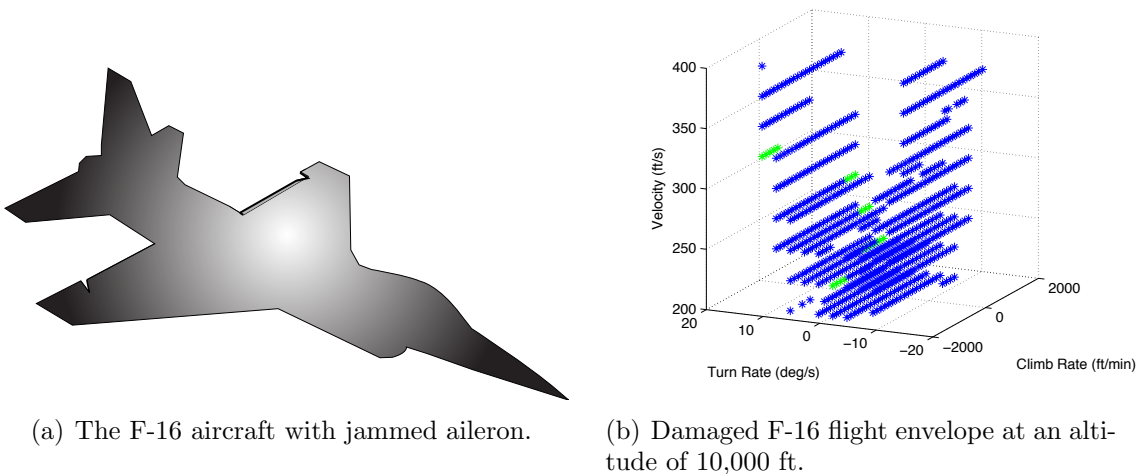 400
350
300
250
200
20
10
0
−10
−20
−2000
0
2000
Velocity (ft/s)
Turn Rate (deg/s)
Climb Rate (ft/min)
(a) The F-16 aircraft with jammed aileron.
(b) Damaged F-16 flight envelope at an alti-
tude of 10,000 ft.